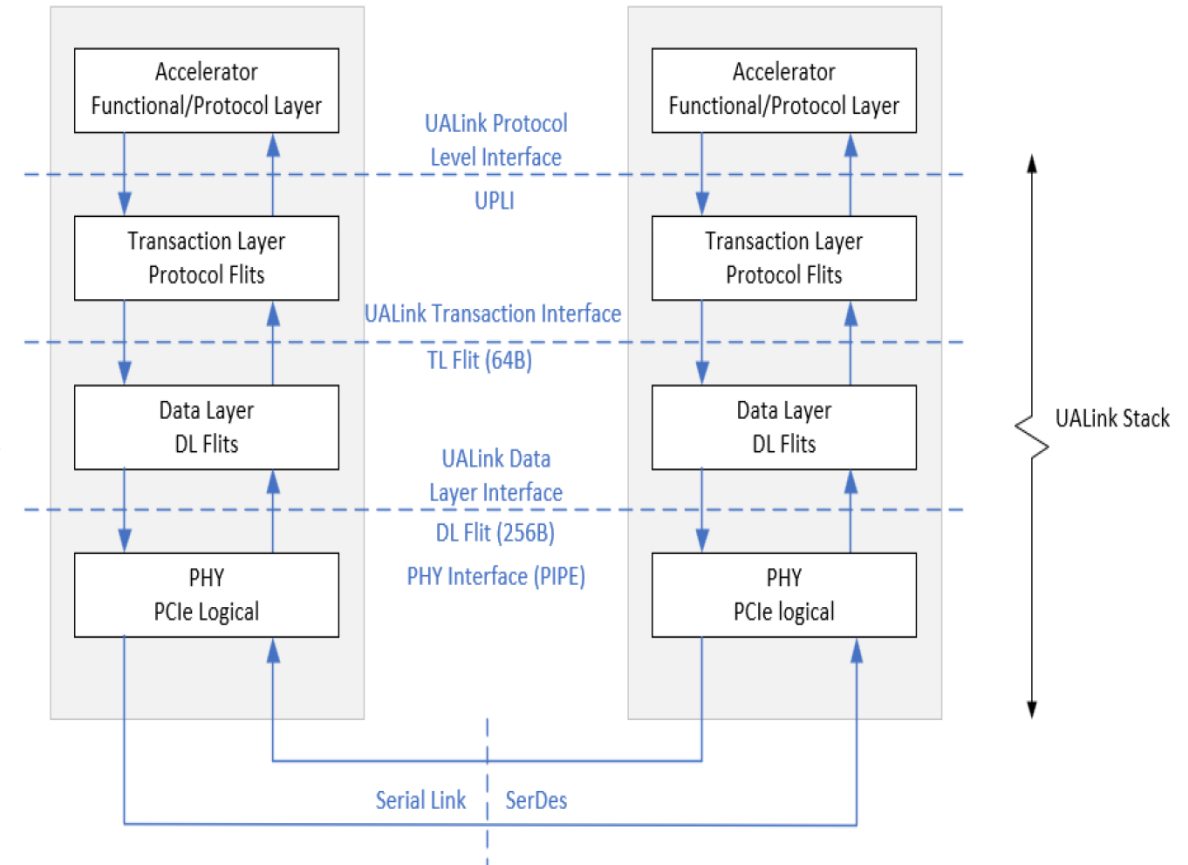 Accelerator
Functional/Protocol Layer
Accelerator
Functional/Protocol Layer
UALink Protocol
Level Interface
UPLI
Transaction Layer
Protocol Flits
Transaction Layer
Protocol Flits
UALink Transaction Interface
TL Flit (64B)
Data Layer
DL Flits
Data Layer
DL Flits
UALink Stack
UALink Data
Layer Interface
DL Flit (256B)
PHY Interface (PIPE)
PHY
PCIe Logical
PHY
PCIe logical
Serial Link
SerDes